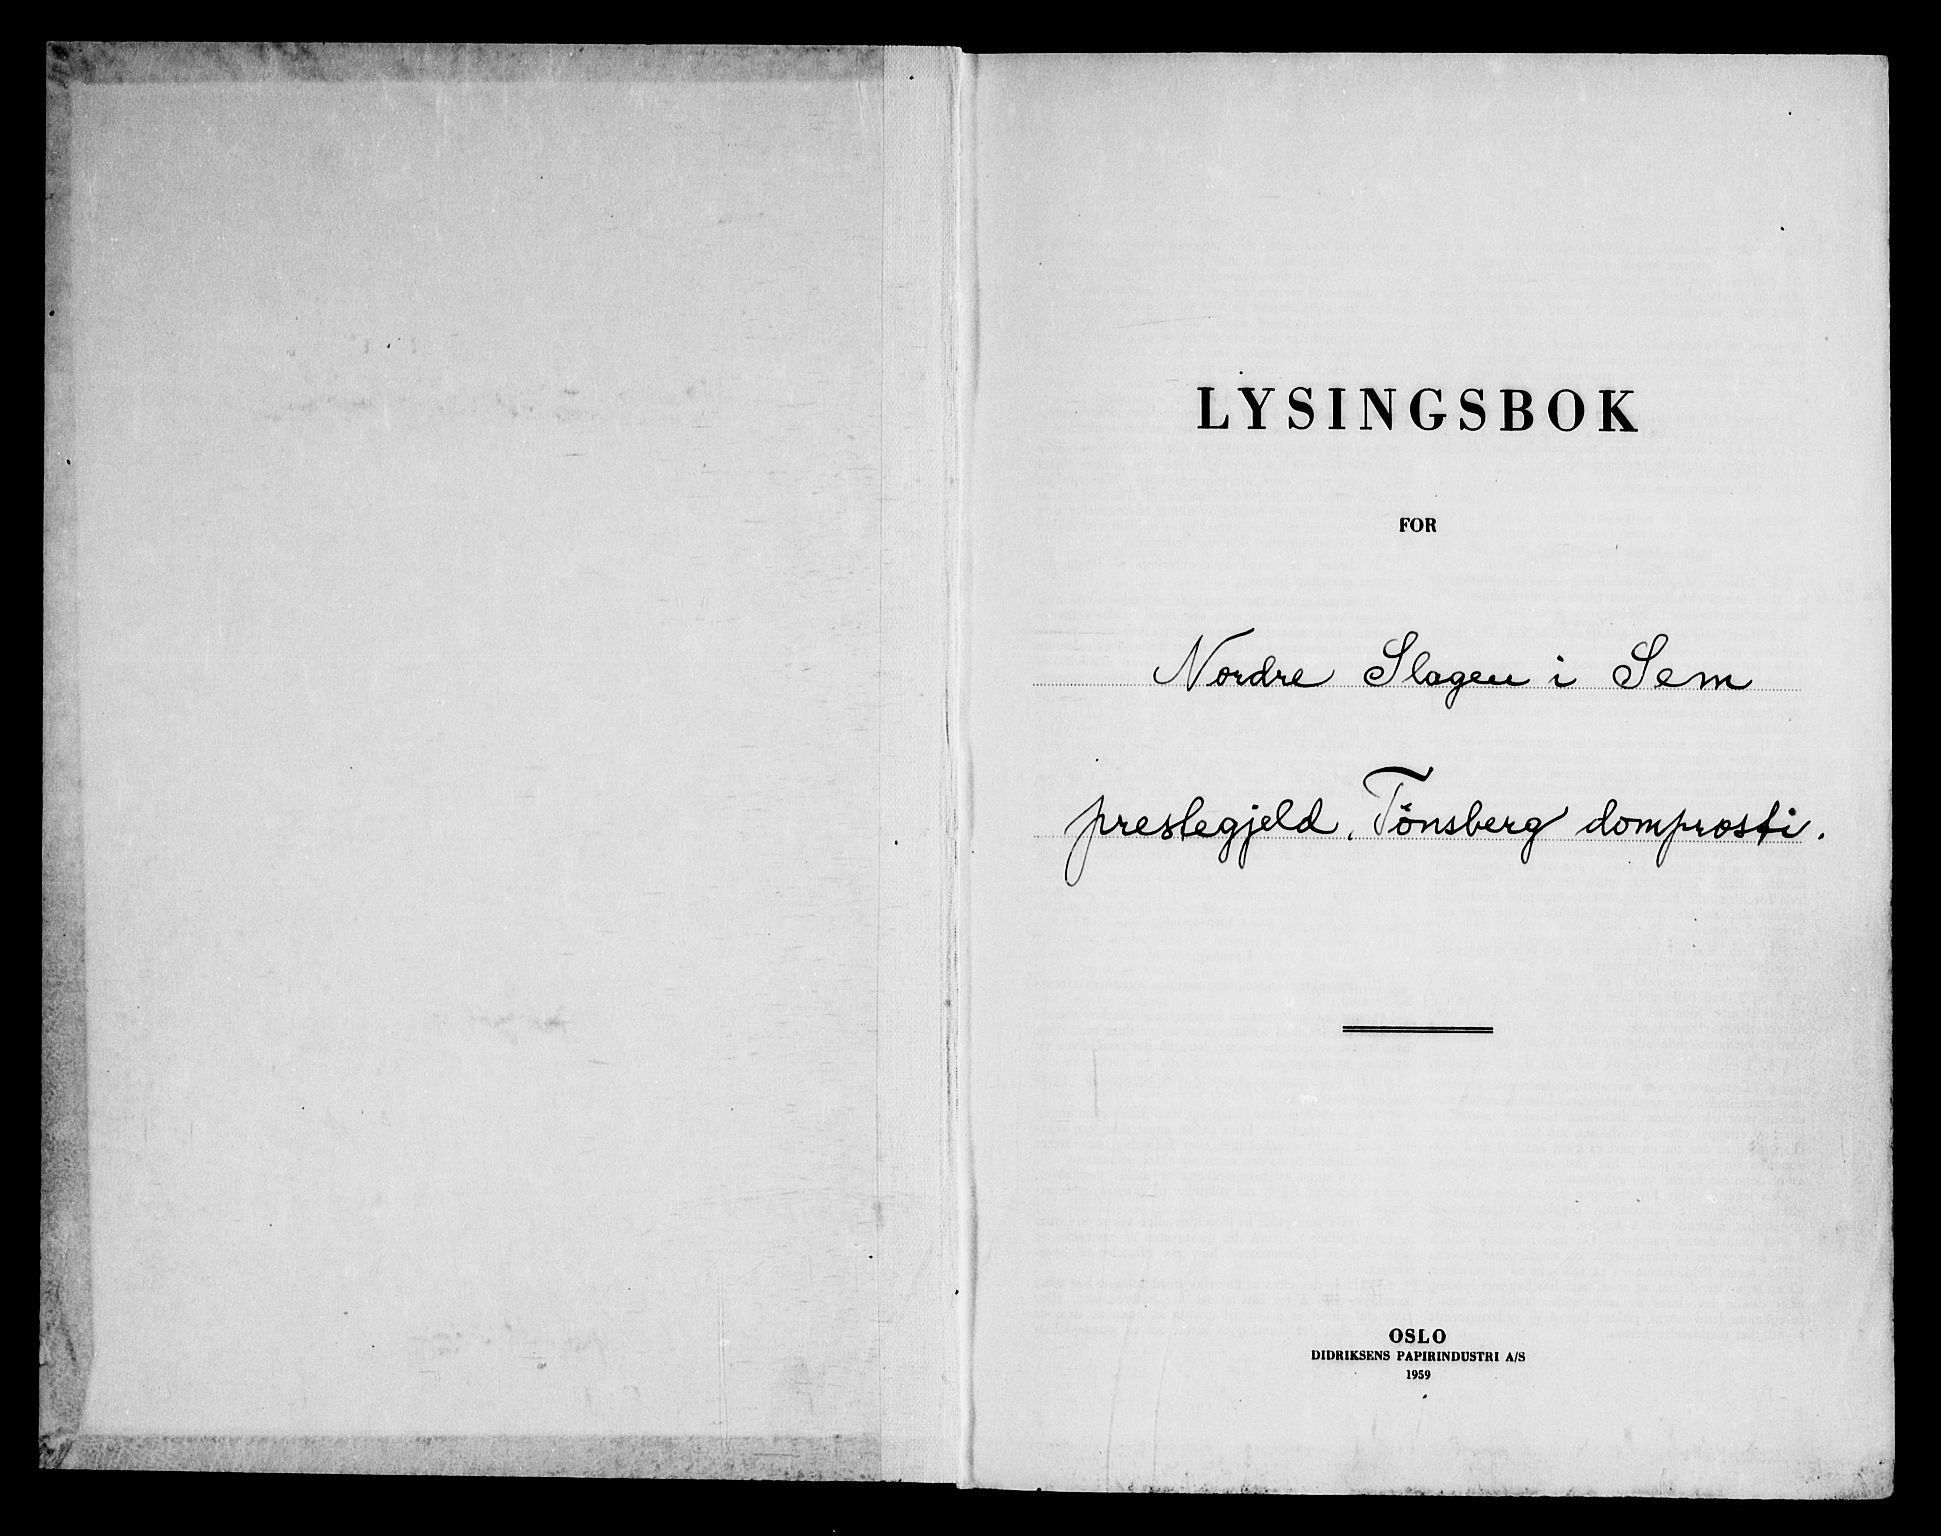 LYSINGSBOK
FOR
Nordre Slagen i Sem
prestegjeld, Tönsberg domprosti.
OSLO
DIDRIKSENS PAPIRINDUSTRI A/S
1959